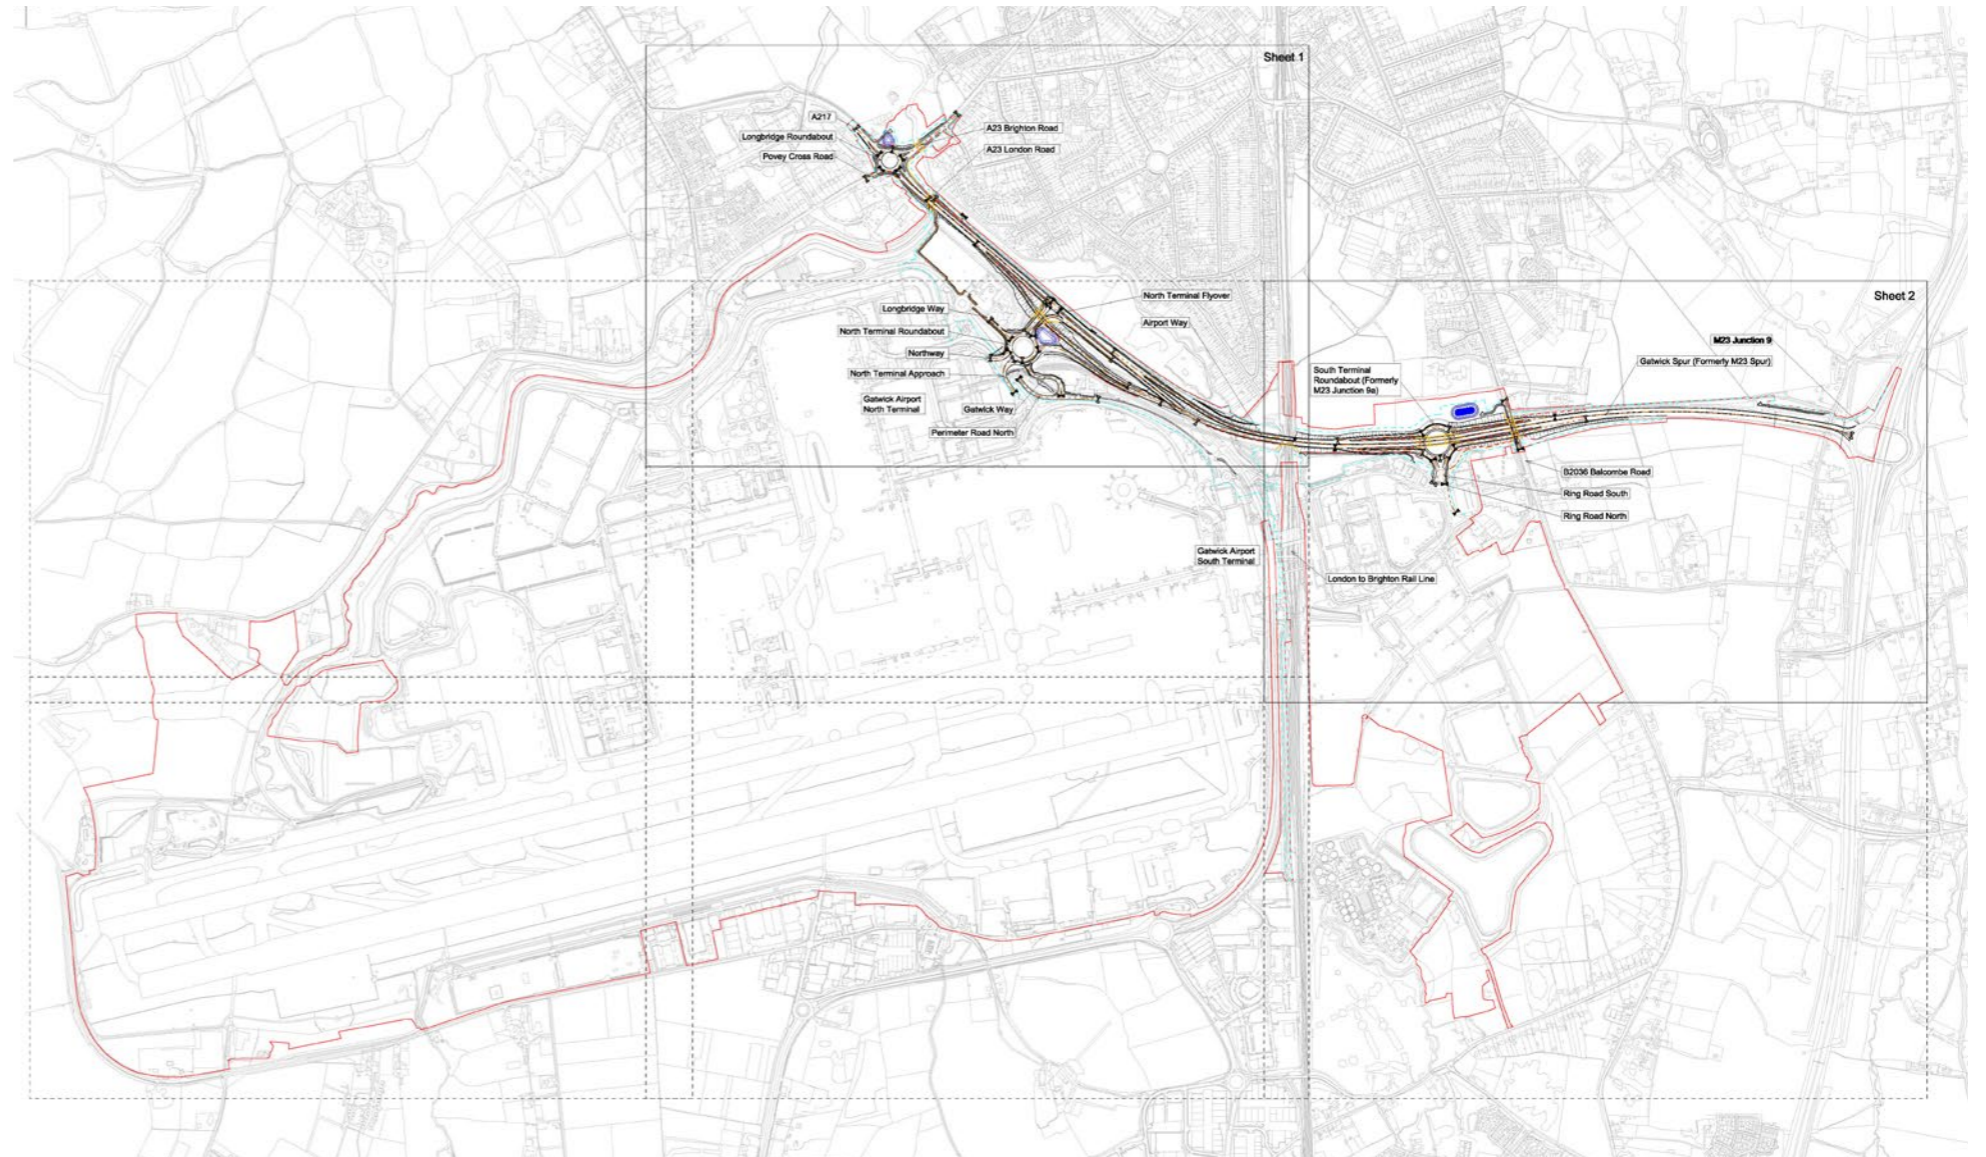 Sheet 1
A217
Longbridge Roundabout
Povey Cross Road
A23 Brighton Road
A23 London Road
Sheet 2
North Terminal Flyover
Airport Way
Longbridge Way
North Terminal Roundabout
Northway
North Terminal Approach
Gatwick Airport
North Terminal
Gatwick Way
Perimeter Road North
M23 Junction 9
Gatwick Spur (Formerly M23 Spur)
South Terminal
Roundabout (Formerly
M23 Junction 9a)
B2036 Balcombe Road
Ring Road South
Ring Road North
Gatwick Airport
South Terminal
London to Brighton Rail Line